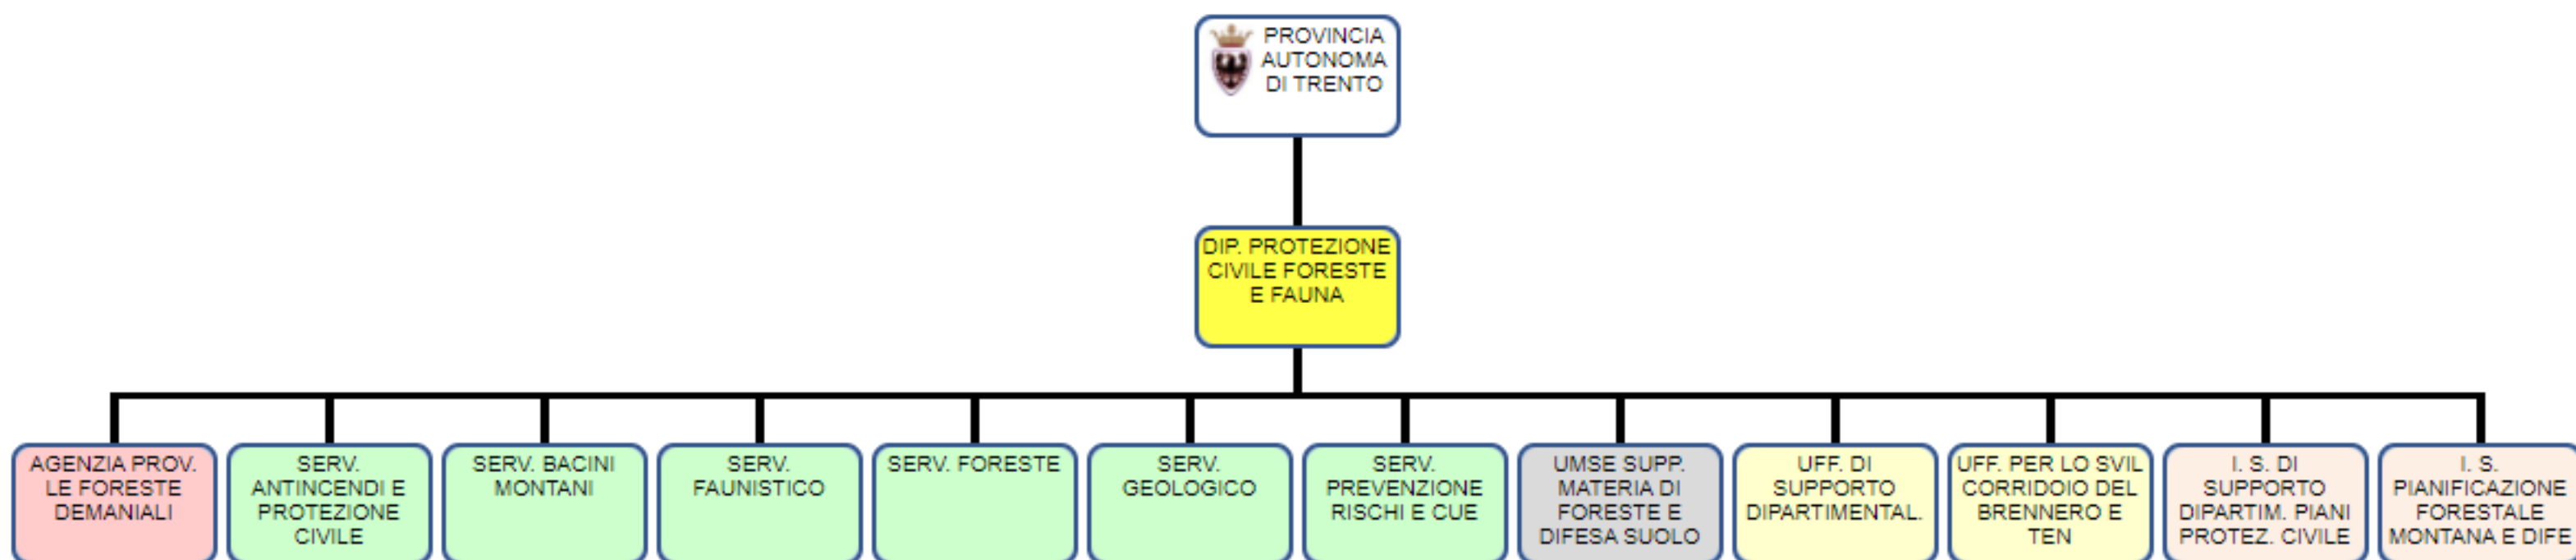 PROVINCIA
AUTONOMA
DI TRENTO
DIP. PROTEZIONE
CIVILE FORESTE
E FAUNA
AGENZIA PROV.
LE FORESTE
DEMANIALI
SERV.
ANTINCENDI E
PROTEZIONE
CIVILE
SERV. BACINI
MONTANI
SERV.
FAUNISTICO
SERV. FORESTE
SERV.
GEOLOGICO
SERV.
PREVENZIONE
RISCHI E CUE
UMSE SUPP.
MATERIA DI
FORESTE E
DIFESA SUOLO
UFF. DI
SUPPORTO
DIPARTIMENTAL.
UFF. PER LO SVIL
CORRIDOIO DEL
BRENNERO E
TEN
I. S. DI
SUPPORTO
DIPARTIM. PIANI
PROTEZ. CIVILE
I. S.
PIANIFICAZIONE
FORESTALE
MONTANA E DIFE